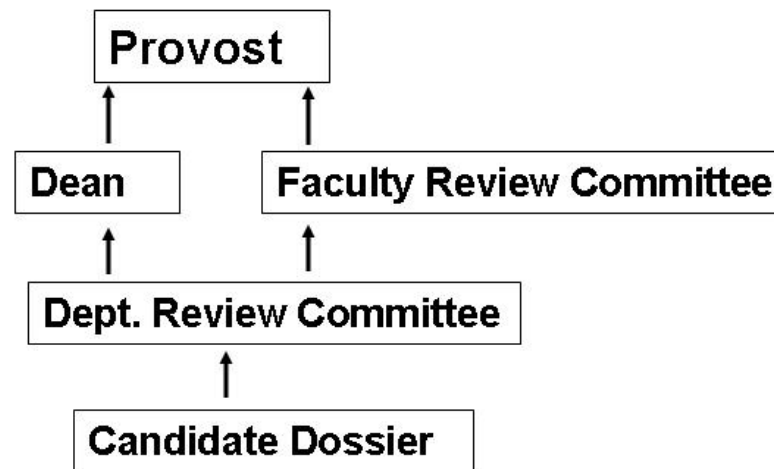 Provost
Dean
Faculty Review Committee
Dept. Review Committee
Candidate Dossier